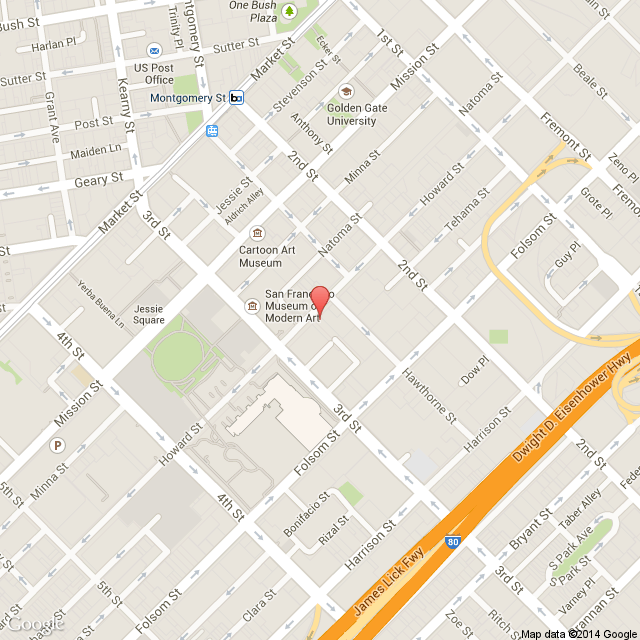 One Bush
Plaza
Bush St
Harlan Pl
Trinity Pl
Sutter St
Sutter St
US Post
Office
Market St
Ecker St
1st St
Mission St
Beale St
Montgomery St
Stevenson St
Golden Gate
University
Natoma St
Grant Ave
Kearny St
Post St
Anthony St
Fremont St
Maiden Ln
2nd St
Minna St
Zeno Pl
Geary St
Jessie St
Aldrich Alley
Howard St
Tehama St
Grote Pl
Market St
3rd St
Natoma St
Folsom St
Cartoon Art
Museum
Guy Pl
2nd St
Yerba Buena Ln
San Francisco
Museum of
Modern Art
Jessie
Square
4th St
Dow Pl
Hawthorne St
Dwight D. Eisenhower Hwy
Mission St
3rd St
Harrison St
P
Howard St
Folsom St
2nd St
Minna St
5th St
4th St
Bonifacio St
Rizal St
Taber Alley
Bryant St
S Park Ave
Harrison St
80
James Lick Fwy
3rd St
S Park St
Varney Pl
5th St
Folsom St
Clara St
Zoe St
Ritch
Google
Map data ©2014 Google